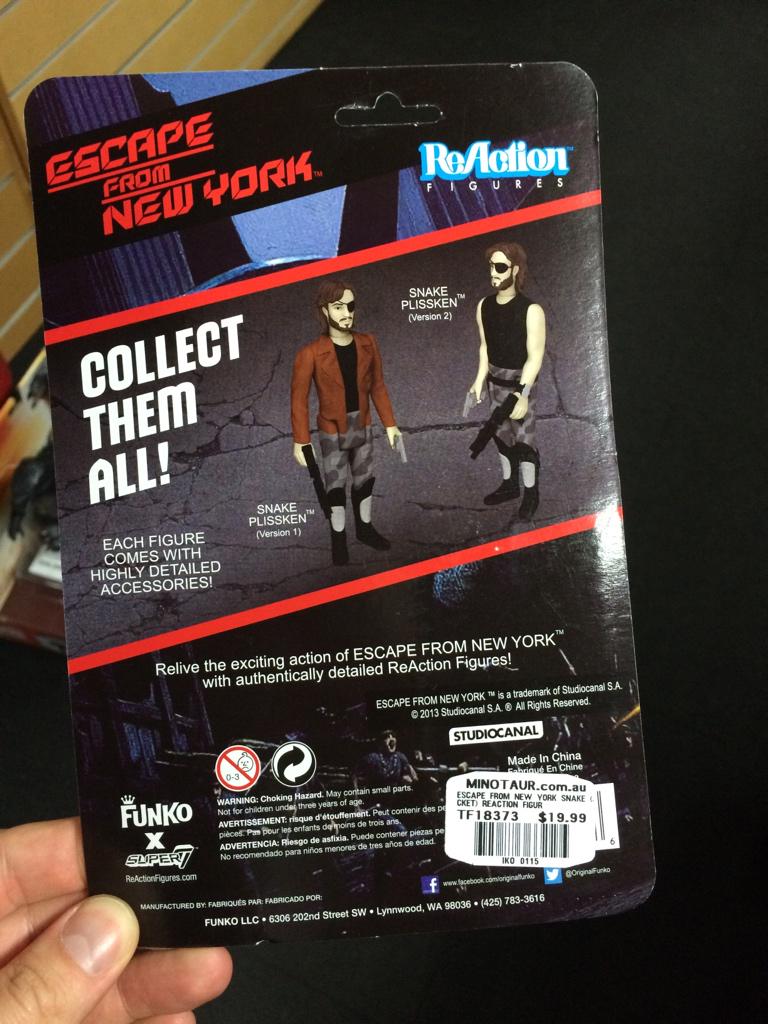 ESCAPE
FROM
NEW YORK™
ReAction™
FIGURES
COLLECT
THEM
ALL!
SNAKE
PLISSKEN™
(Version 2)
SNAKE
PLISSKEN™
(Version 1)
EACH FIGURE
COMES WITH
HIGHLY DETAILED
ACCESSORIES!
Relive the exciting action of ESCAPE FROM NEW YORK™
with authentically detailed ReAction Figures!
ESCAPE FROM NEW YORK ™ is a trademark of Studiocanal S.A.
© 2013 Studiocanal S.A. ® All Rights Reserved.
STUDIOCANAL
Made In China
Fabriqué En Chine
0-3
WARNING: Choking Hazard. May contain small parts.
Not for children under three years of age.
AVERTISSEMENT: risque d'étouffement. Peut contenir des pe
pièces. Pas pour les enfants de moins de trois ans.
ADVERTENCIA: Riesgo de asfixia. Puede contener piezas pe
No recomendado para niños menores de tres años de edad.
FUNKO
X
SUPER7
ReActionFigures.com
MINOTAUR.com.au
ESCAPE FROM NEW YORK SNAKE (
CKET) REACTION FIGUR
TF18373 $19.99
IKO 0115
6
www.facebook.com/originalfunko
@OriginalFunko
MANUFACTURED BY: FABRIQUÉS PAR: FABRICADO POR:
FUNKO LLC • 6306 202nd Street SW • Lynnwood, WA 98036 • (425) 783-3616